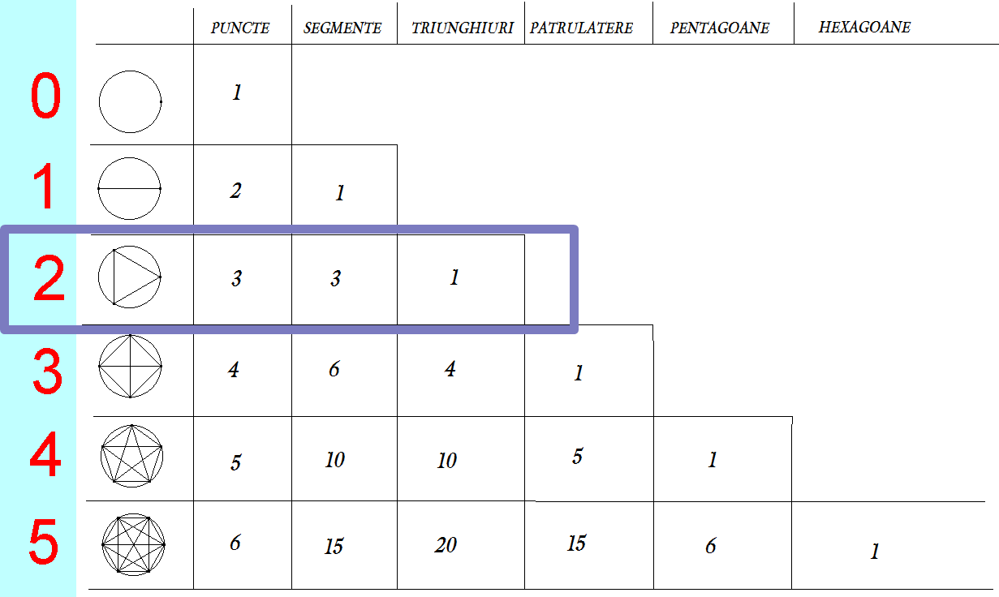 PUNCTE SEGMENTE TRIUNGHIURI PATRULATERE PENTAGOANE HEXAGOANE
0 1
1 2 1
2 3 3 1
3 4 6 4 1
4 5 10 10 5 1
5 6 15 20 15 6 1